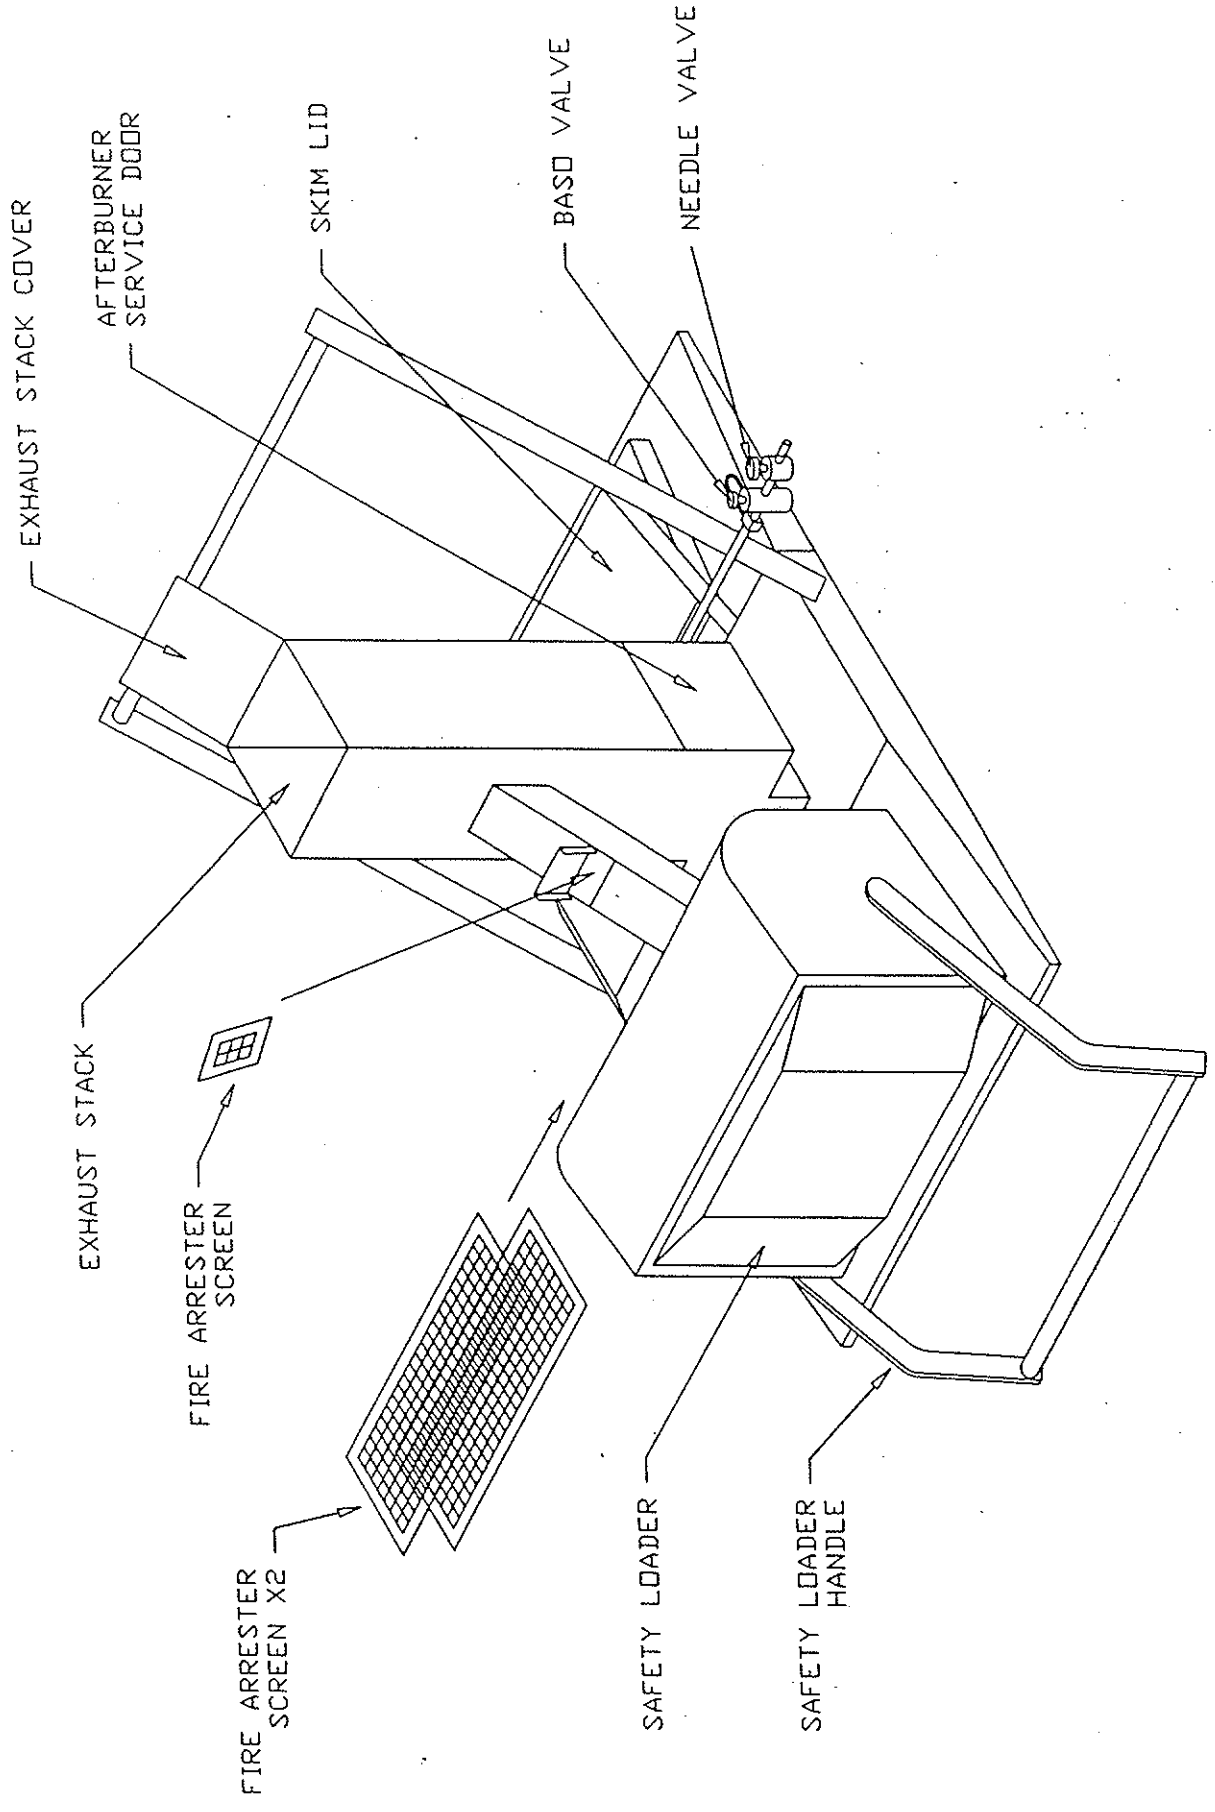 EXHAUST STACK COVER
AFTERBURNER
SERVICE DOOR
SKIM LID
BASO VALVE
NEEDLE VALVE
EXHAUST STACK
FIRE ARRESTER
SCREEN
FIRE ARRESTER
SCREEN X2
SAFETY LOADER
SAFETY LOADER
HANDLE